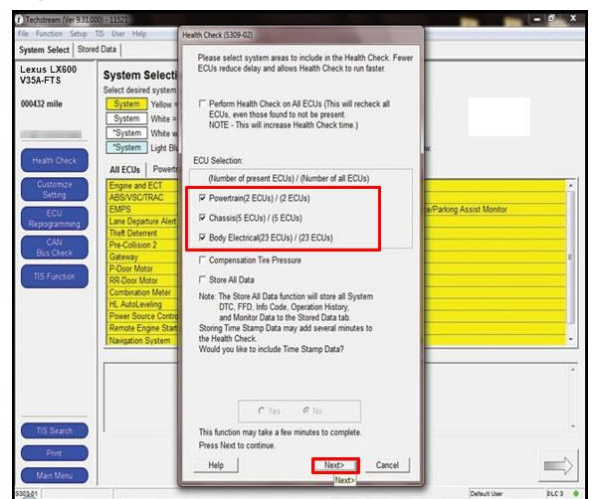 Techstream (Ver 9.31.000) - 11521
File Function Setup TIS User Help
System Select Stored Data
Lexus LX600
V35A-FTS
000432 mile
Health Check
Customize
Setting
ECU
Reprogramming
CAN
Bus Check
TIS Function
TIS Search
Print
Main Menu
S303-01
System Selecti
Select desired system
System Yellow =
System White =
*System White w
*System Light Bl
All ECUs Powertr
Engine and ECT
ABS/VSC/TRAC
EMPS
Lane Departure Alert
Theft Deterrent
Pre-Collision 2
Gateway
P-Door Motor
RR-Door Motor
Combination Meter
HL AutoLeveling
Power Source Contro
Remote Engine Start
Navigation System
Health Check (S309-02)
Please select system areas to include in the Health Check. Fewer
ECUs reduce delay and allows Health Check to run faster.
Perform Health Check on All ECUs (This will recheck all
ECUs, even those found to not be present.
NOTE - This will increase Health Check time.)
ECU Selection:
(Number of present ECUs) / (Number of all ECUs)
Powertrain(2 ECUs) / (2 ECUs)
Chassis(5 ECUs) / (5 ECUs)
Body Electrical(23 ECUs) / (23 ECUs)
Compensation Tire Pressure
Store All Data
Note: The Store All Data function will store all System
DTC, FFD, Info Code, Operation History,
and Monitor Data to the Stored Data tab.
Storing Time Stamp Data may add several minutes to
the Health Check.
Would you like to include Time Stamp Data?
Yes No
This function may take a few minutes to complete.
Press Next to continue.
Help Next> Cancel
Next>
w.
e/Parking Assist Monitor
Default User DLC 3